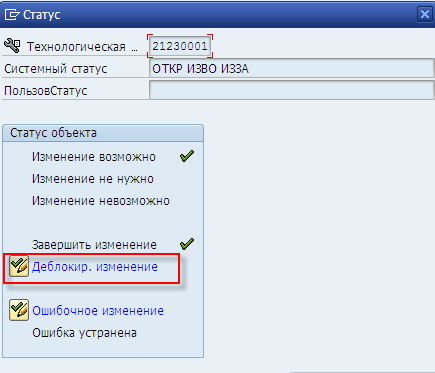 Статус
Технологическая ... 21230001
Системный статус ОТКР ИЗВО ИЗЗА
ПользовСтатус
Статус объекта
Изменение возможно
Изменение не нужно
Изменение невозможно
Завершить изменение
Деблокир. изменение
Ошибочное изменение
Ошибка устранена